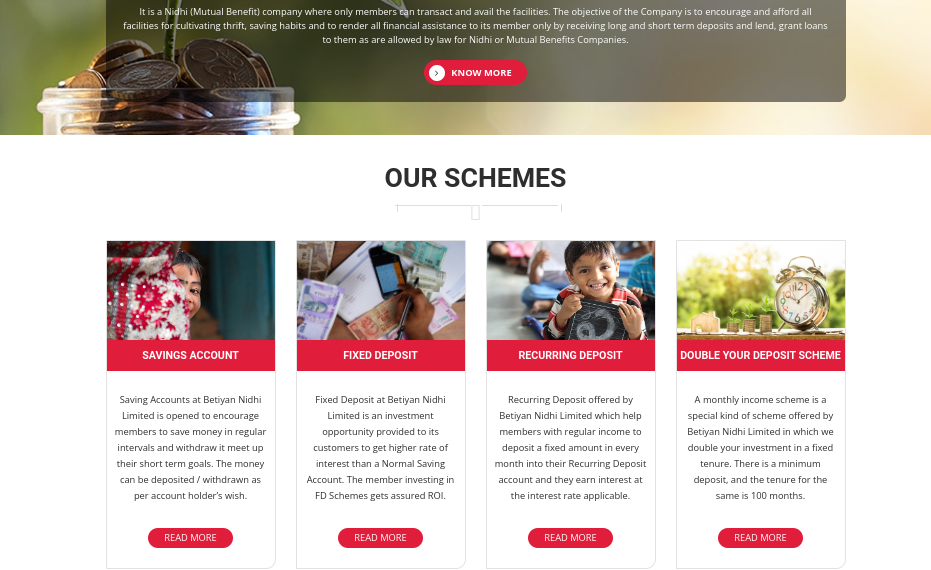 It is a Nidhi (Mutual Benefit) company where only members can transact and avail the facilities. The objective of the Company is to encourage and afford all
facilities for cultivating thrift, saving habits and to render all financial assistance to its member only by receiving long and short term deposits and lend, grant loans
to them as are allowed by law for Nidhi or Mutual Benefits Companies.
KNOW MORE
OUR SCHEMES
SAVINGS ACCOUNT
Saving Accounts at Betiyan Nidhi
Limited is opened to encourage
members to save money in regular
intervals and withdraw it meet up
their short term goals. The money
can be deposited / withdrawn as
per account holder's wish.
READ MORE
FIXED DEPOSIT
Fixed Deposit at Betiyan Nidhi
Limited is an investment
opportunity provided to its
customers to get higher rate of
interest than a Normal Saving
Account. The member investing in
FD Schemes gets assured ROI.
READ MORE
RECURRING DEPOSIT
Recurring Deposit offered by
Betiyan Nidhi Limited which help
members with regular income to
deposit a fixed amount in every
month into their Recurring Deposit
account and they earn interest at
the interest rate applicable.
READ MORE
DOUBLE YOUR DEPOSIT SCHEME
A monthly income scheme is a
special kind of scheme offered by
Betiyan Nidhi Limited in which we
double your investment in a fixed
tenure. There is a minimum
deposit, and the tenure for the
same is 100 months.
READ MORE